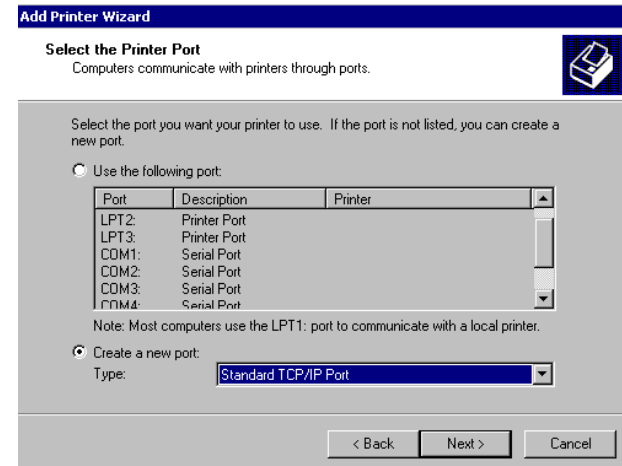 Add Printer Wizard
Select the Printer Port
Computers communicate with printers through ports.
Select the port you want your printer to use.  If the port is not listed, you can create a
new port.
Use the following port:
Port Description Printer
LPT2: Printer Port
LPT3: Printer Port
COM1: Serial Port
COM2: Serial Port
COM3: Serial Port
COM4: Serial Port
Note: Most computers use the LPT1: port to communicate with a local printer.
Create a new port:
Type: Standard TCP/IP Port
< Back Next > Cancel